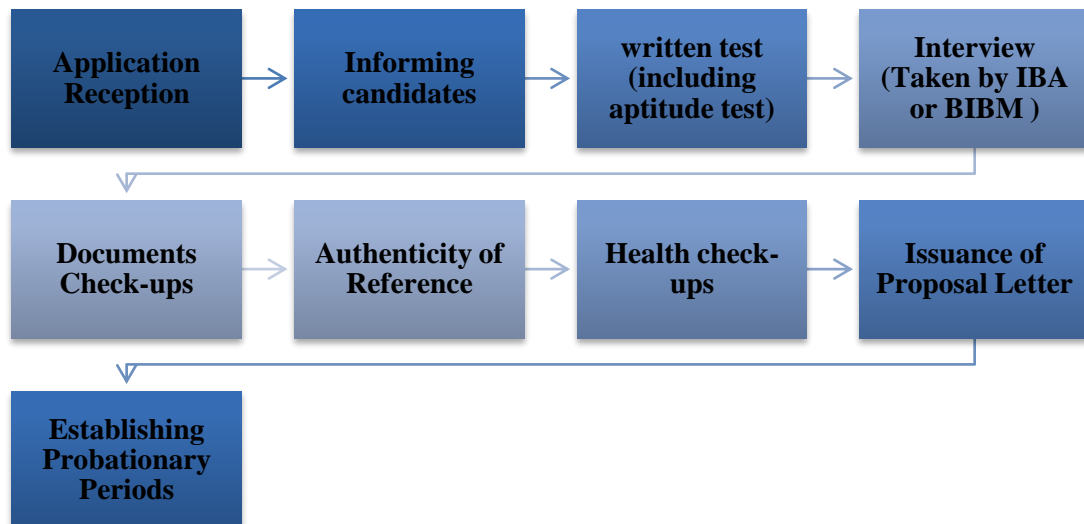 Application
Reception
Informing
candidates
written test
(including
aptitude test)
Interview
(Taken by IBA
or BIBM )
Documents
Check-ups
Authenticity of
Reference
Health check-
ups
Issuance of
Proposal Letter
Establishing
Probationary
Periods